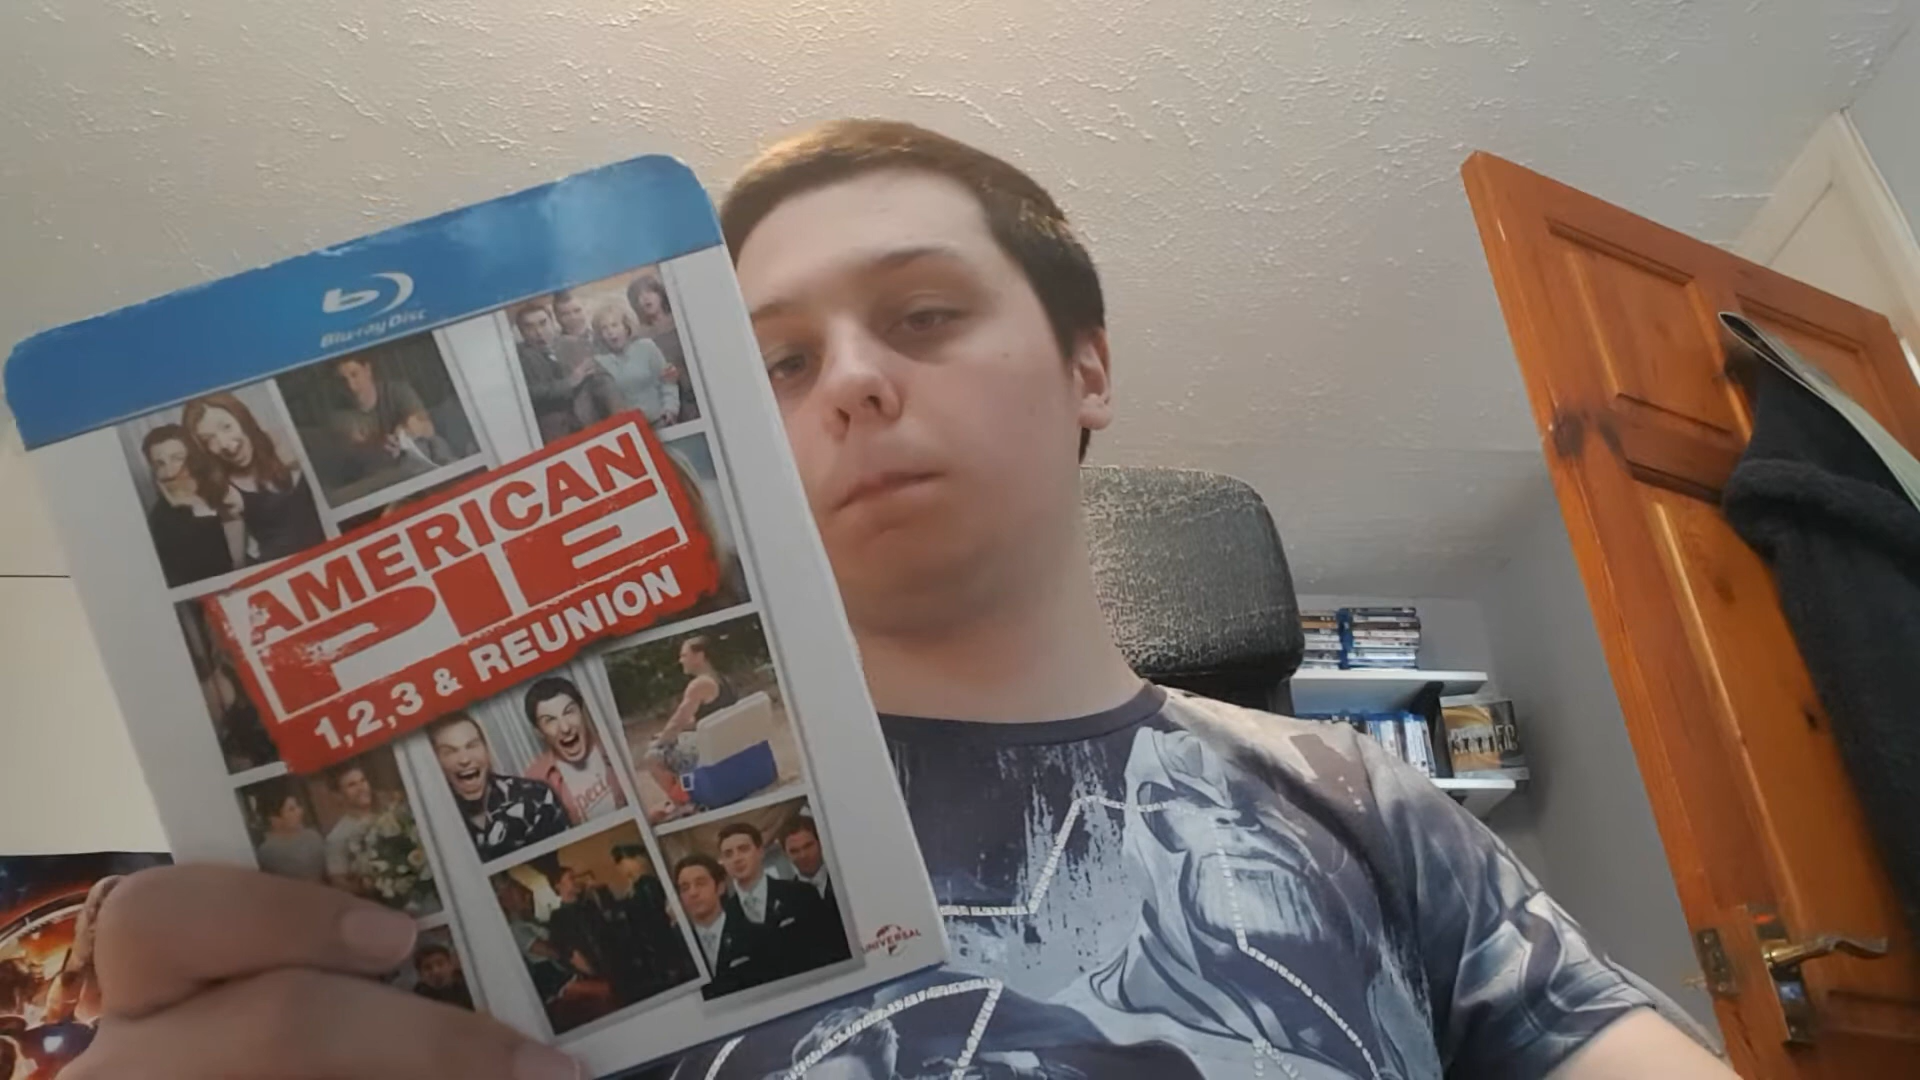 Blu-ray Disc
AMERICAN
PIE
1,2,3 & REUNION
UNIVERSAL